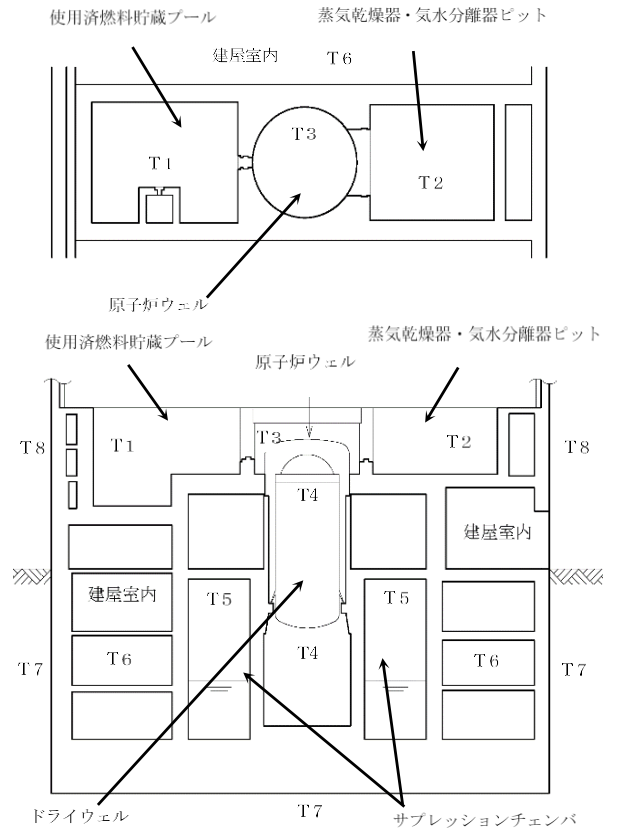 使用済燃料貯蔵プール
蒸気乾燥器・気水分離器ピット
建屋室内 T6
T3
T1
T2
原子炉ウェル
使用済燃料貯蔵プール
蒸気乾燥器・気水分離器ピット
原子炉ウェル
T8
T1
T3
T2
T8
T4
建屋室内
建屋室内
T5
T5
T7
T6
T4
T6
T7
ドライウェル
T7
サプレッションチェンバ